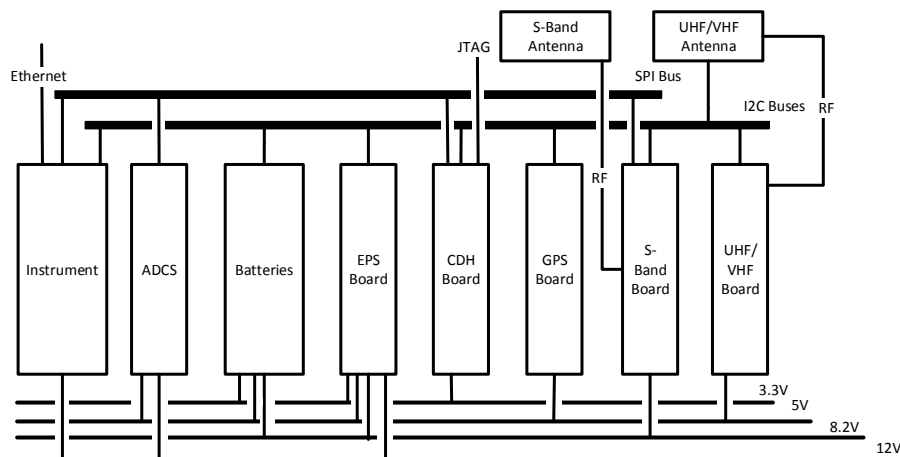 S-Band
Antenna
UHF/VHF
Antenna
JTAG
Ethernet
SPI Bus
I2C Buses
RF
RF
Instrument
ADCS
Batteries
EPS
Board
CDH
Board
GPS
Board
S-
Band
Board
UHF/
VHF
Board
3.3V
5V
8.2V
12V